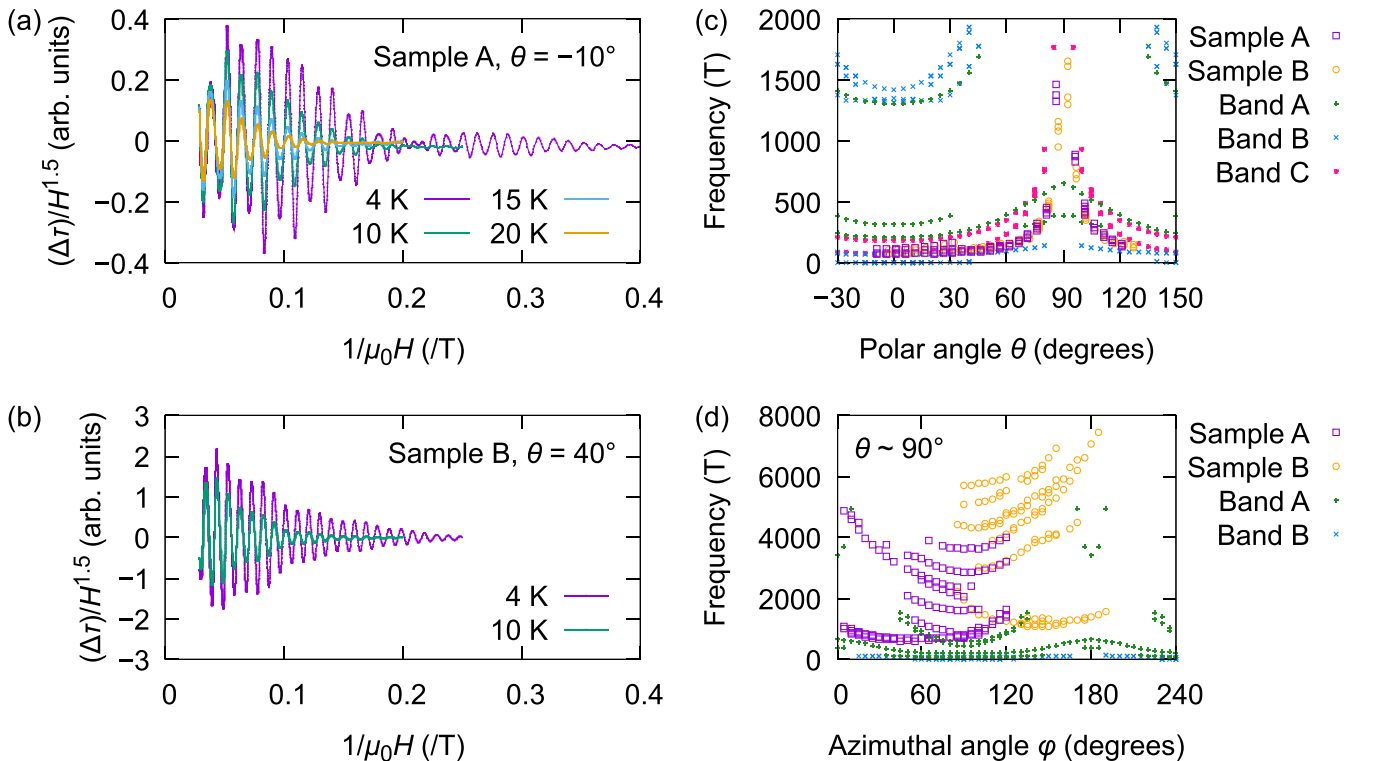 (a)
(Δτ)/H^1.5 (arb. units)
0.4
0.2
0
−0.2
−0.4
Sample A, θ = −10°
4 K
15 K
10 K
20 K
0
0.1
0.2
0.3
0.4
1/μ₀H (/T)
(c)
Frequency (T)
2000
1500
1000
500
0
−30
0
30
60
90
120
150
Polar angle θ (degrees)
Sample A
Sample B
Band A
Band B
Band C
(b)
(Δτ)/H^1.5 (arb. units)
3
2
1
0
−1
−2
−3
Sample B, θ = 40°
4 K
10 K
0
0.1
0.2
0.3
0.4
1/μ₀H (/T)
(d)
Frequency (T)
8000
6000
4000
2000
0
θ ~ 90°
0
60
120
180
240
Azimuthal angle φ (degrees)
Sample A
Sample B
Band A
Band B